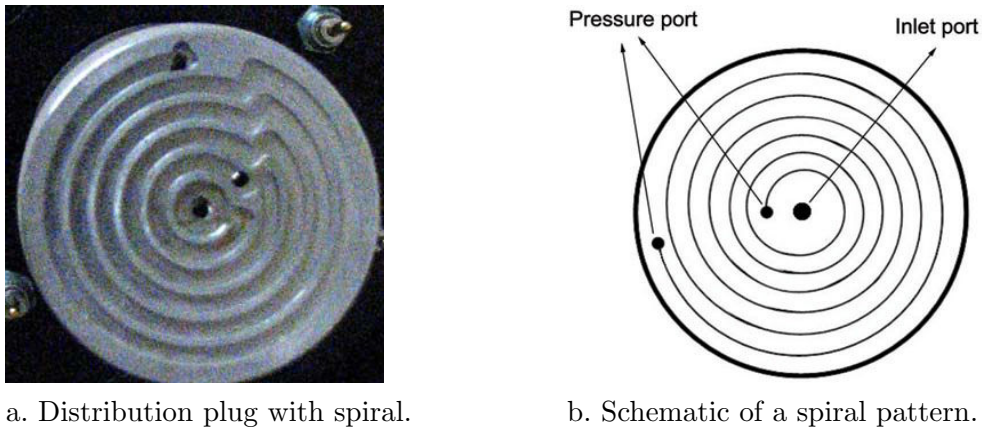 Pressure port
Inlet port
a. Distribution plug with spiral.
b. Schematic of a spiral pattern.